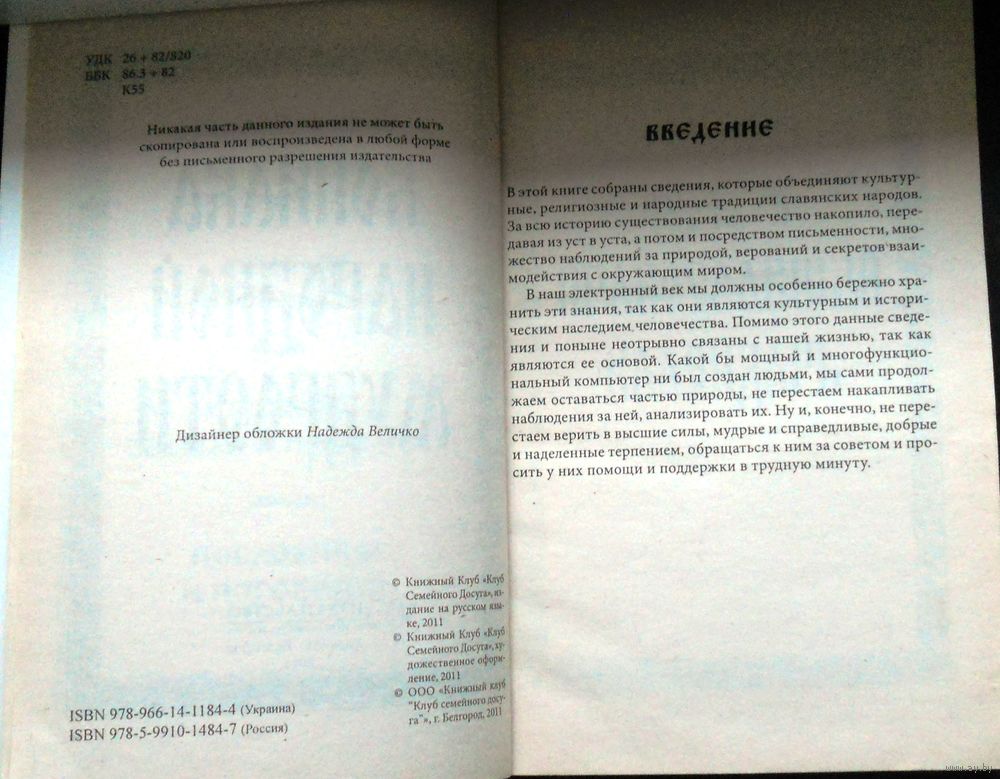 УДК 26 + 82/820
ББК 86.3 + 82
К55
Никакая часть данного издания не может быть
скопирована или воспроизведена в любой форме
без письменного разрешения издательства
Дизайнер обложки Надежда Величко
© Книжный Клуб «Клуб
Семейного Досуга», из-
дание на русском язы-
ке, 2011
© Книжный Клуб «Клуб
Семейного Досуга», ху-
дожественное оформ-
ление, 2011
© ООО «Книжный клуб
"Клуб семейного досу-
га"», г. Белгород, 2011
ISBN 978-966-14-1184-4 (Украина)
ISBN 978-5-9910-1484-7 (Россия)
ВВЕДЕНИЕ
В этой книге собраны сведения, которые объединяют культур-
ные, религиозные и народные традиции славянских народов.
За всю историю существования человечество накопило, пере-
давая из уст в уста, а потом и посредством письменности, мно-
жество наблюдений за природой, верований и секретов взаи-
модействия с окружающим миром.
В наш электронный век мы должны особенно бережно хра-
нить эти знания, так как они являются культурным и истори-
ческим наследием человечества. Помимо этого данные сведе-
ния и поныне неотрывно связаны с нашей жизнью, так как
являются ее основой. Какой бы мощный и многофункцио-
нальный компьютер ни был создан людьми, мы сами продол-
жаем оставаться частью природы, не перестаем накапливать
наблюдения за ней, анализировать их. Ну и, конечно, не пере-
стаем верить в высшие силы, мудрые и справедливые, добрые
и наделенные терпением, обращаться к ним за советом и про-
сить у них помощи и поддержки в трудную минуту.
www.ay.by